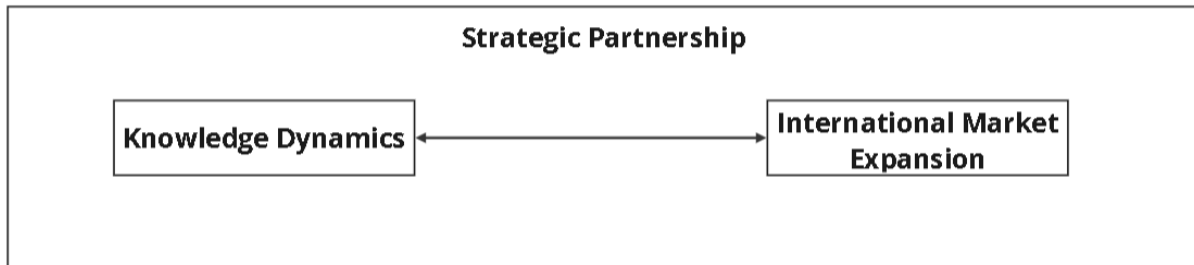 Strategic Partnership
Knowledge Dynamics
International Market
Expansion